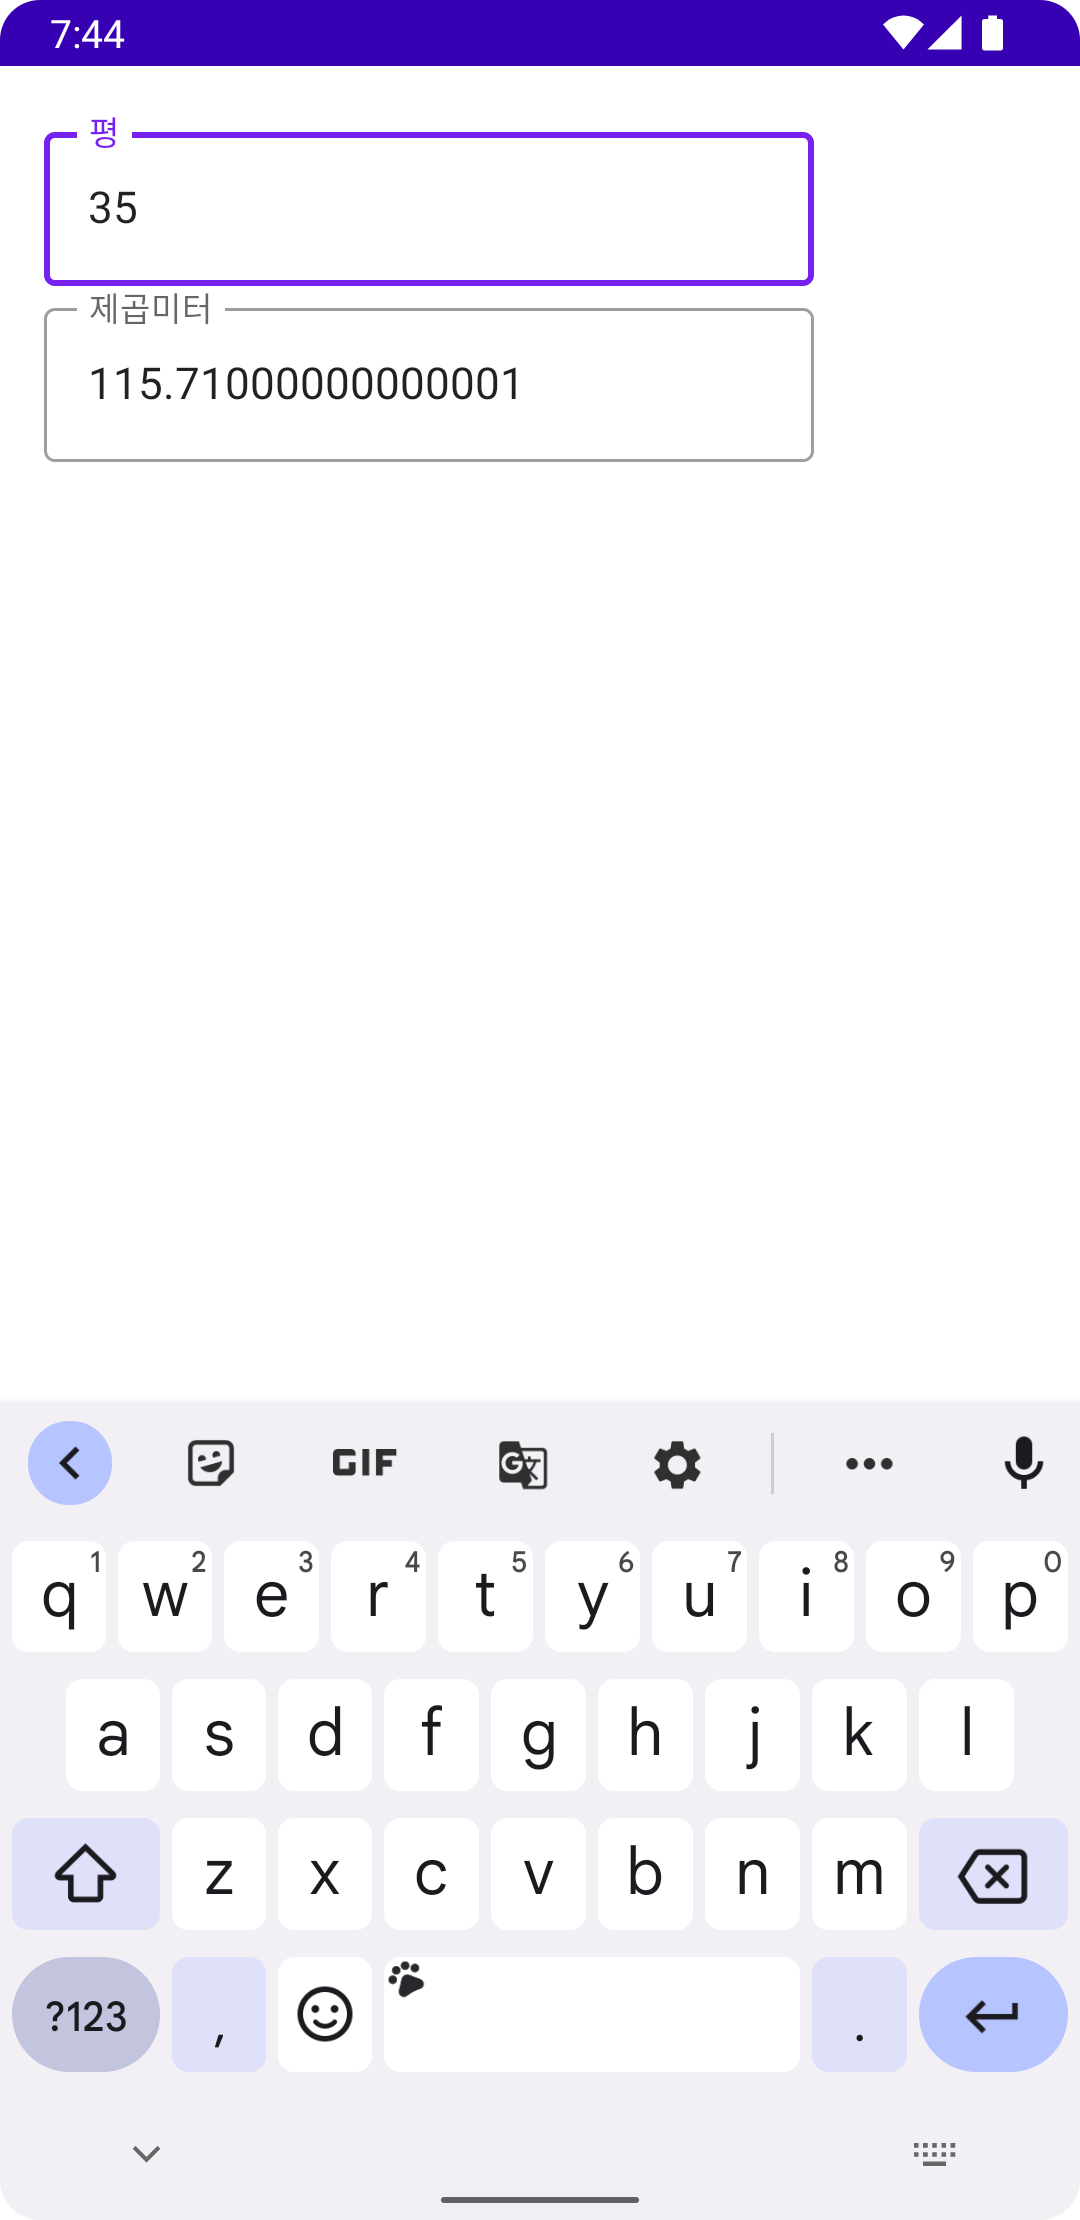 7:44
평
35
제곱미터
115.71000000000001
GIF
1 2 3 4 5 6 7 8 9 0
q w e r t y u i o p
a s d f g h j k l
z x c v b n m
?123 , .